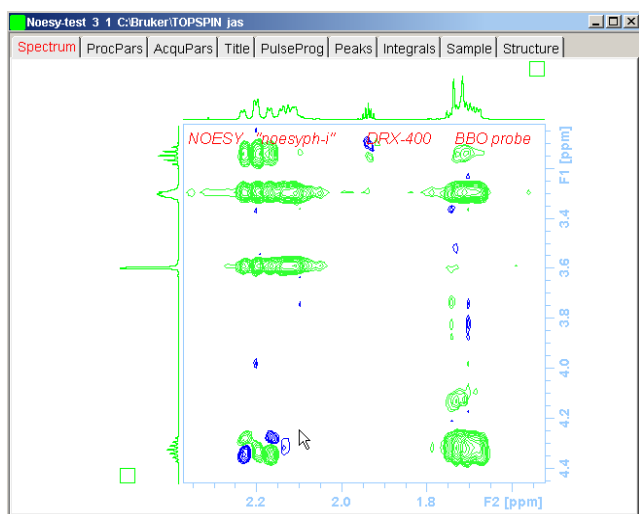 Noesy-test 3 1 C:\Bruker\TOPSPIN jas
Spectrum ProcPars AcquPars Title PulseProg Peaks Integrals Sample Structure
NOESY "noesyph-i" DRX-400 BBO probe
F1 [ppm]
3.4
3.6
3.8
4.0
4.2
4.4
2.2 2.0 1.8 F2 [ppm]